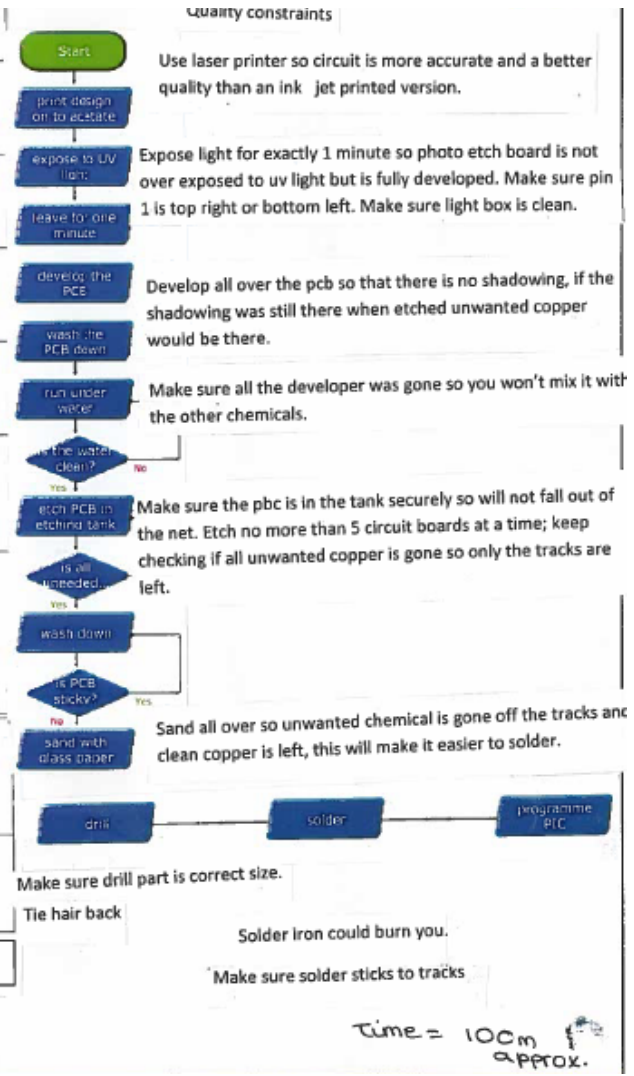 Quality constraints
Start
Use laser printer so circuit is more accurate and a better
quality than an ink jet printed version.
print design
on to acetate
expose to UV
light
Expose light for exactly 1 minute so photo etch board is not
over exposed to uv light but is fully developed. Make sure pin
1 is top right or bottom left. Make sure light box is clean.
leave for one
minute
develop the
PCB
Develop all over the pcb so that there is no shadowing, if the
shadowing was still there when etched unwanted copper
would be there.
wash the
PCB down
run under
water
Make sure all the developer was gone so you won't mix it with
the other chemicals.
is the water
clean?
No
Yes
etch PCB in
etching tank
Make sure the pbc is in the tank securely so will not fall out of
the net. Etch no more than 5 circuit boards at a time; keep
checking if all unwanted copper is gone so only the tracks are
left.
is all
uneeded..
Yes
wash down
is PCB
sticky?
Yes
No
sand with
glass paper
Sand all over so unwanted chemical is gone off the tracks and
clean copper is left, this will make it easier to solder.
drill
solder
programme
PIC
Make sure drill part is correct size.
Tie hair back
Solder iron could burn you.
Make sure solder sticks to tracks
Time = 10cm
approx.